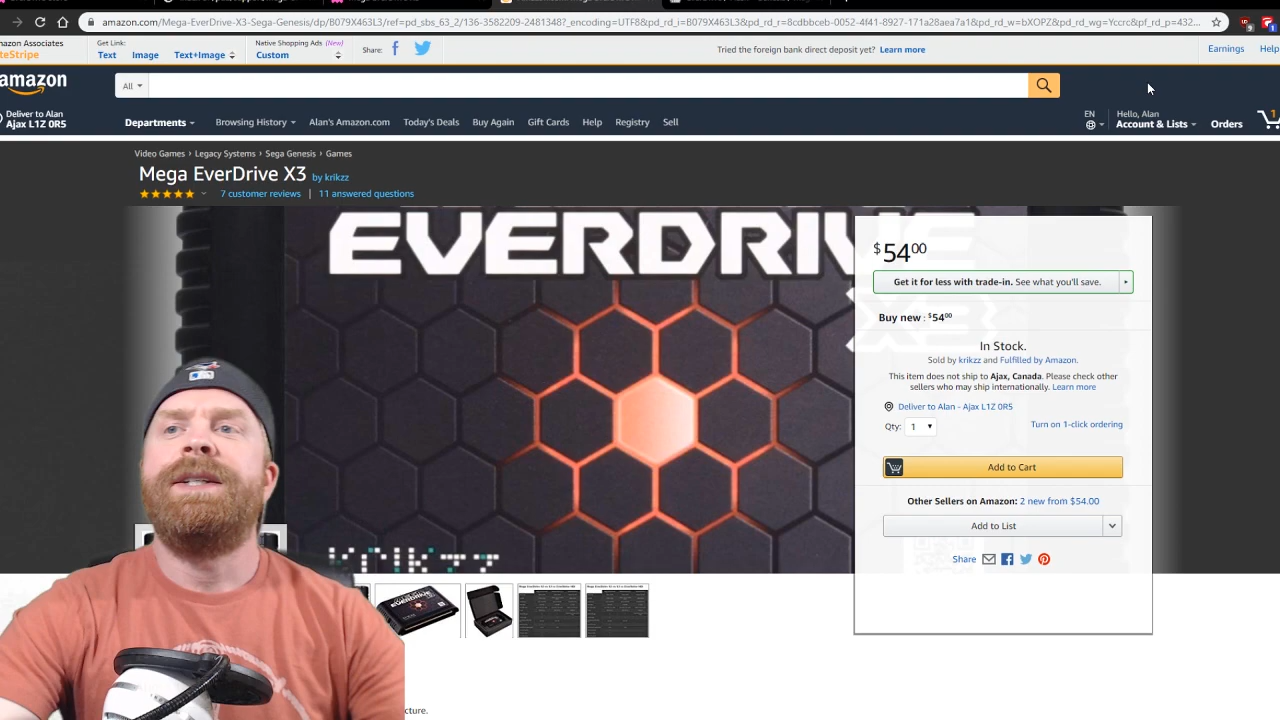 amazon.com/Mega-EverDrive-X3-Sega-Genesis/dp/B079X463L3/ref=pd_sbs_63_2/136-3582209-2481348?_encoding=UTF8&pd_rd_i=B079X463L3&pd_rd_r=8cdbbceb-0052-4f41-8927-171a28aea7a1&pd_rd_w=bXOPZ&pd_rd_wg=Yccrc&pf_rd_p=432...
on Associates
teStripe
Get Link:
Text Image Text+Image
Native Shopping Ads (New)
Custom
Share:
Tried the foreign bank direct deposit yet? Learn more
Earnings Help
amazon
All
Deliver to Alan
Ajax L1Z 0R5
Departments Browsing History Alan's Amazon.com Today's Deals Buy Again Gift Cards Help Registry Sell
EN
Hello, Alan
Account & Lists Orders
1
Video Games › Legacy Systems › Sega Genesis › Games
Mega EverDrive X3 by krikzz
7 customer reviews | 11 answered questions
EVERDRIVE
X3
krikzz
$54.00
Get it for less with trade-in. See what you'll save.
Buy new : $54.00
In Stock.
Sold by krikzz and Fulfilled by Amazon.
This item does not ship to Ajax, Canada. Please check other
sellers who may ship internationally. Learn more
Deliver to Alan - Ajax L1Z 0R5
Qty: 1 Turn on 1-click ordering
Add to Cart
Other Sellers on Amazon: 2 new from $54.00
Add to List
Share
EVERDRIVE
cture.